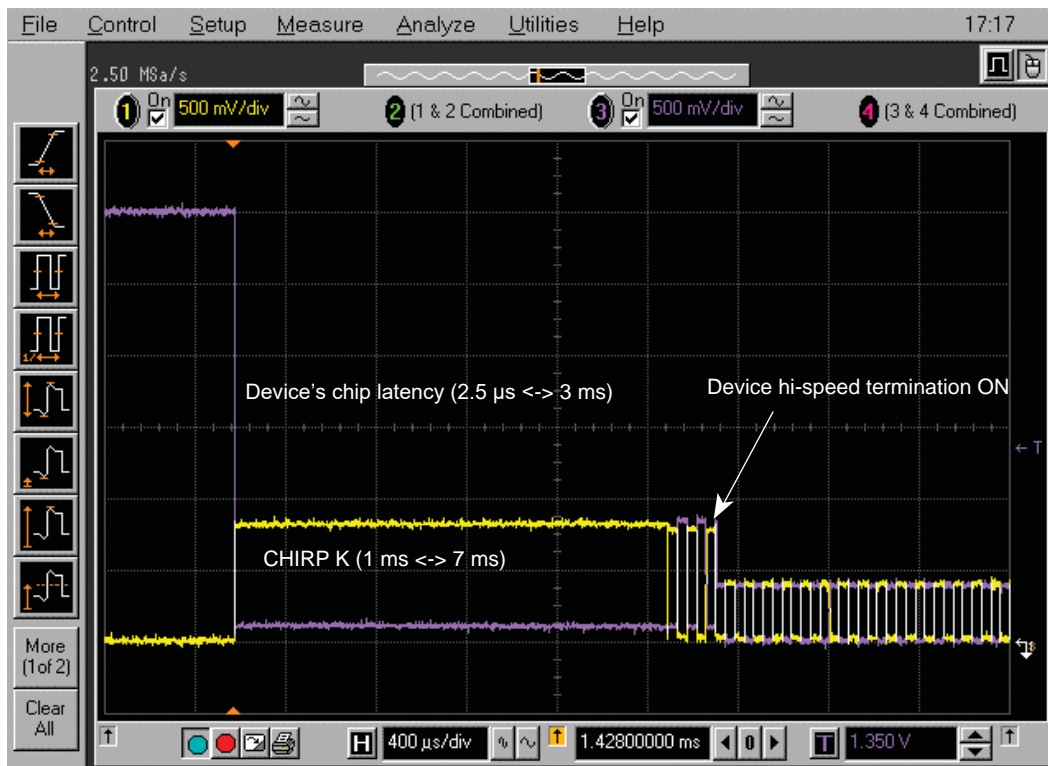 File Control Setup Measure Analyze Utilities Help 17:17
2.50 MSa/s
1 On 500 mV/div 2 (1 & 2 Combined) 3 On 500 mV/div 4 (3 & 4 Combined)
Device's chip latency (2.5 µs <-> 3 ms)
Device hi-speed termination ON
T
CHIRP K (1 ms <-> 7 ms)
1/
More
(1of 2)
Clear
All
H 400 µs/div 1.42800000 ms 0 T 1.350 V